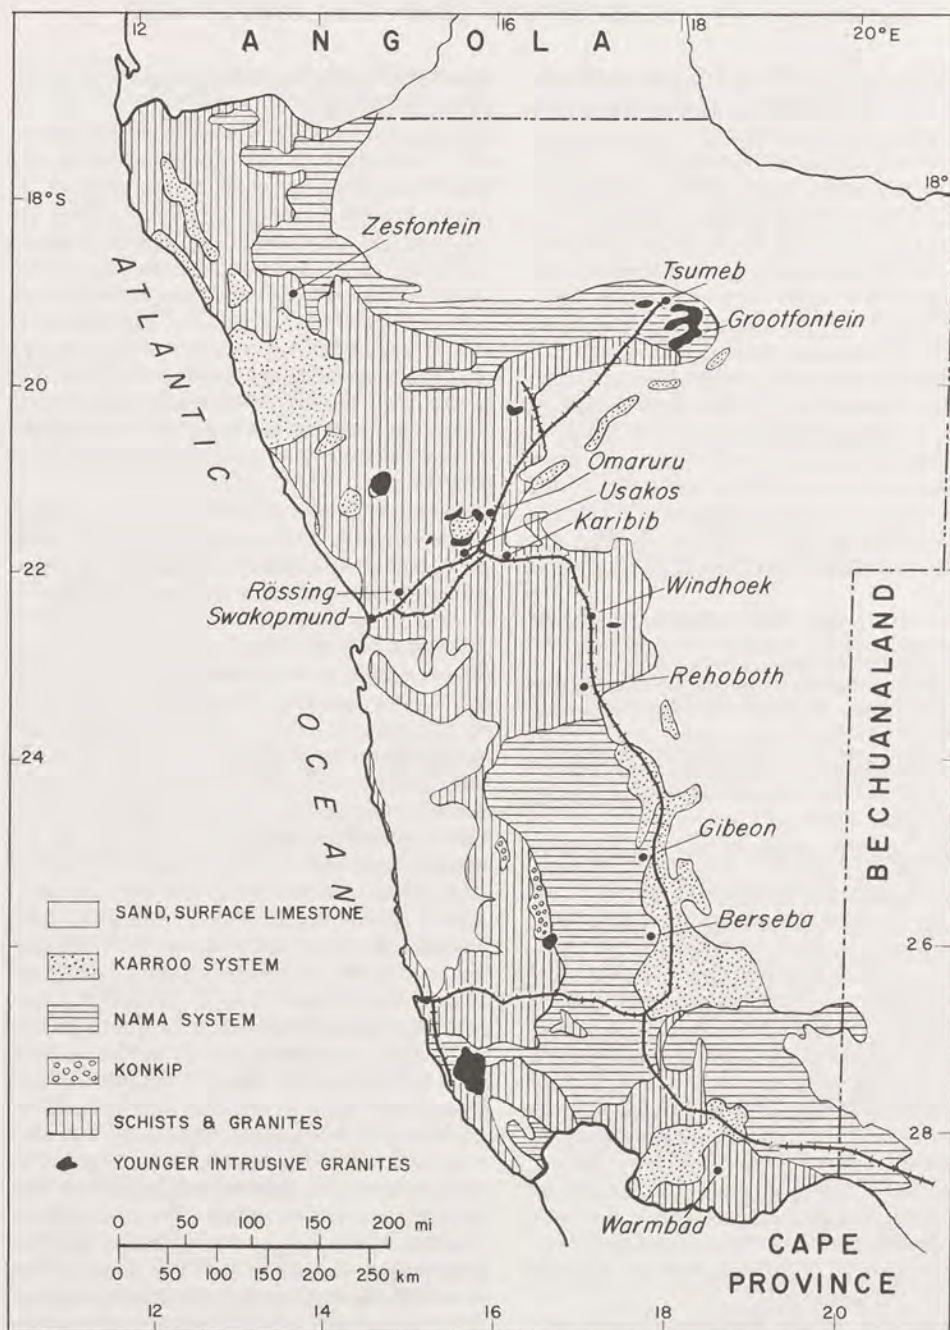 12 16 18 20°E
ANGOLA
18°
18°S
Zesfontein
ATLANTIC
Tsumeb
Grootfontein
20
Omaruru
Usakos
Karibib
22
Rössing
Swakopmund
Windhoek
Rehoboth
BECHUANALAND
OCEAN
24
Gibeon
Berseba
26
SAND, SURFACE LIMESTONE
KARROO SYSTEM
NAMA SYSTEM
KONKIP
SCHISTS & GRANITES
YOUNGER INTRUSIVE GRANITES
28
0 50 100 150 200 mi
0 50 100 150 200 250 km
Warmbad
CAPE
PROVINCE
12 14 16 18 20